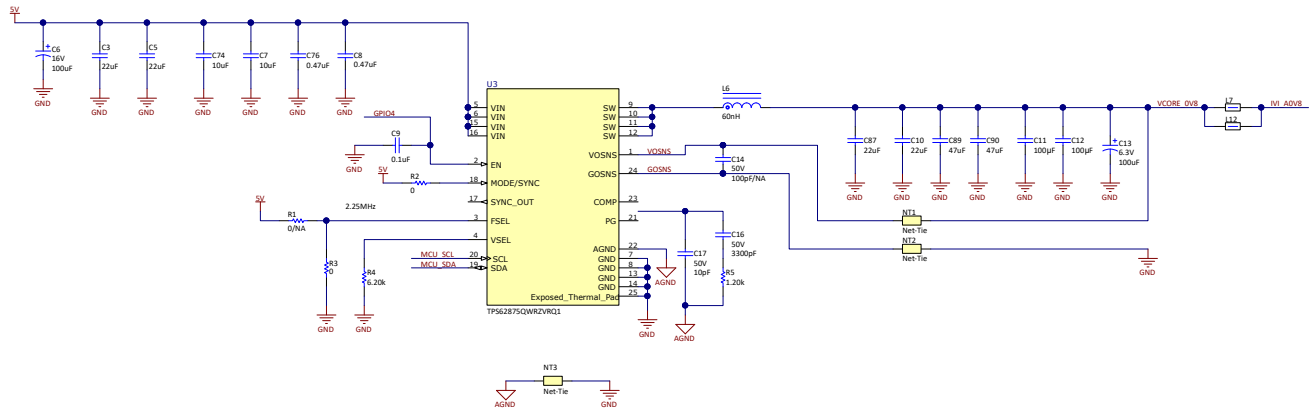 5V
C6
16V
100uF
GND
C3
22uF
GND
C5
22uF
GND
C74
10uF
GND
C7
10uF
GND
C76
0.47uF
GND
C8
0.47uF
GND
U3
5 VIN
6 VIN
15 VIN
16 VIN
2 EN
18 MODE/SYNC
17 SYNC_OUT
3 FSEL
4 VSEL
20 SCL
19 SDA
SW 9
SW 10
SW 11
SW 12
VOSNS 1
GOSNS 24
COMP 23
PG 21
AGND 22
GND 7
GND 8
GND 13
GND 14
Exposed_Thermal_Pad 25
TPS62875QWRZVRQ1
GPIO4
C9
0.1uF
GND
5V
R2
0
2.25MHz
5V
R1
0/NA
R3
0
GND
R4
6.20k
GND
MCU_SCL
MCU_SDA
L6
60nH
VOSNS
GOSNS
C14
50V
100pF/NA
C87
22uF
GND
C10
22uF
GND
C89
47uF
GND
C90
47uF
GND
C11
100µF
GND
C12
100µF
GND
C13
6.3V
100uF
GND
VCORE_0V8
L7
L12
IVI_A0V8
NT1
Net-Tie
NT2
Net-Tie
GND
C17
50V
10pF
C16
50V
3300pF
R5
1.20k
AGND
AGND
GND
NT3
Net-Tie
AGND
GND